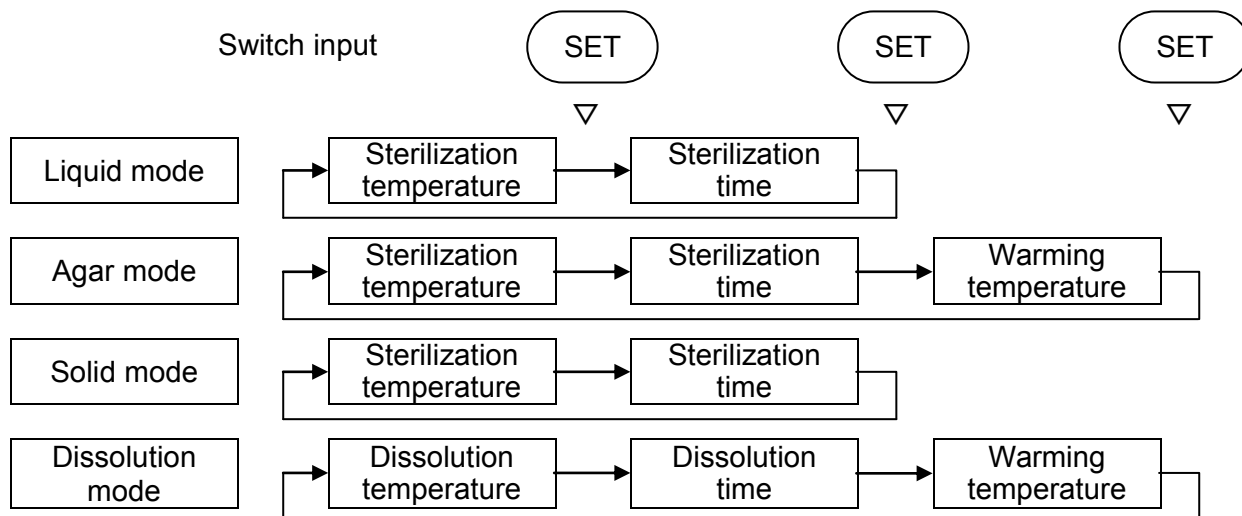 Switch input SET SET SET
Liquid mode
Sterilization
temperature
Sterilization
time
Agar mode
Sterilization
temperature
Sterilization
time
Warming
temperature
Solid mode
Sterilization
temperature
Sterilization
time
Dissolution
mode
Dissolution
temperature
Dissolution
time
Warming
temperature